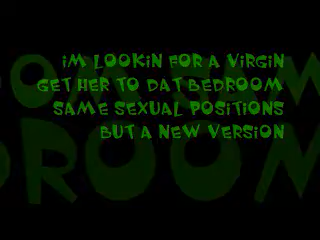 IM LOOKIN FOR A VIRGIN
GET HER TO DAT BEDROOM
SAME SEXUAL POSITIONS
BUT A NEW VERSION